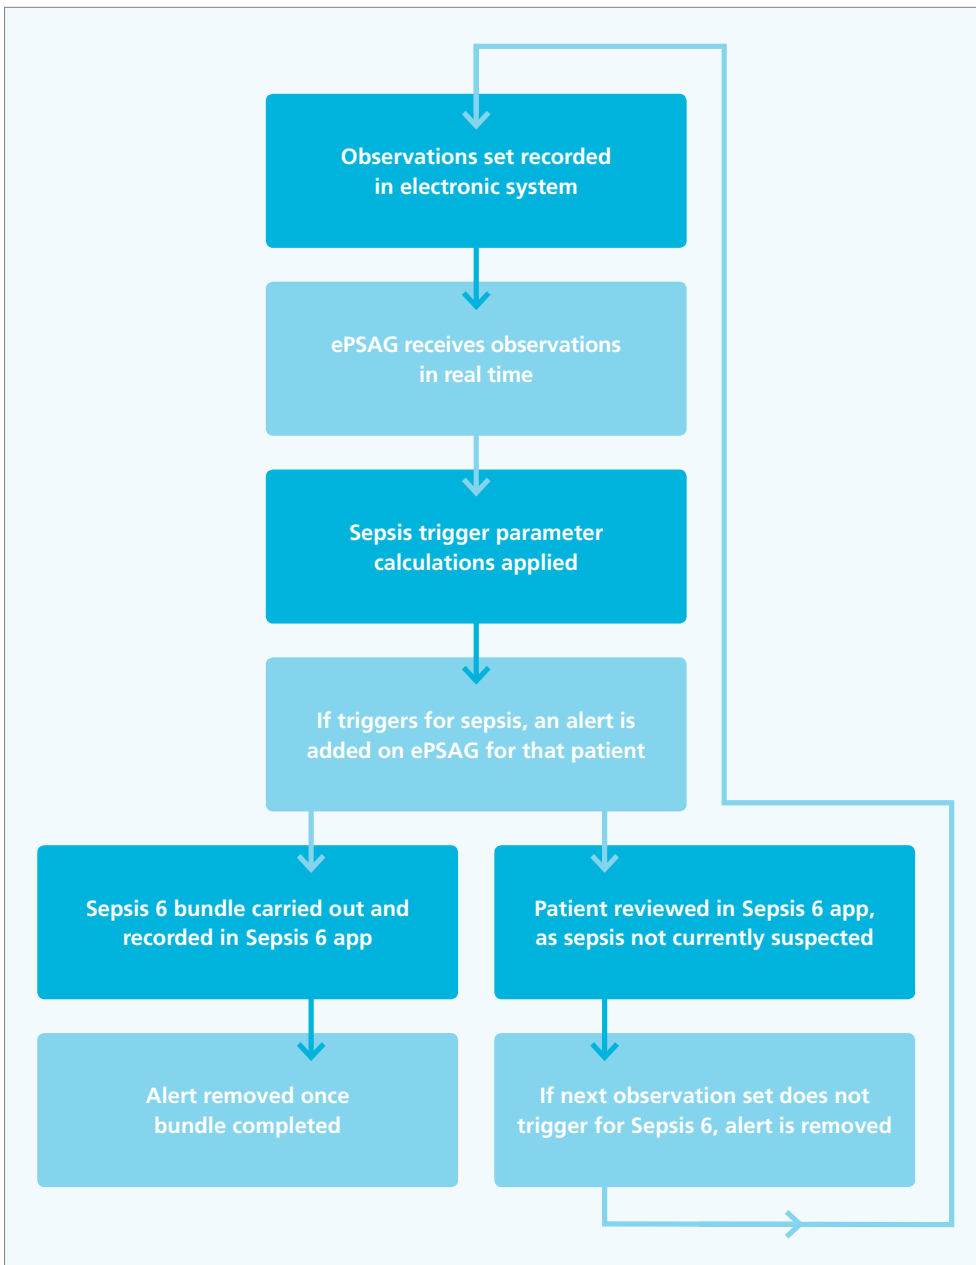 Observations set recorded
in electronic system
ePSAG receives observations
in real time
Sepsis trigger parameter
calculations applied
If triggers for sepsis, an alert is
added on ePSAG for that patient
Sepsis 6 bundle carried out and
recorded in Sepsis 6 app
Patient reviewed in Sepsis 6 app,
as sepsis not currently suspected
Alert removed once
bundle completed
If next observation set does not
trigger for Sepsis 6, alert is removed